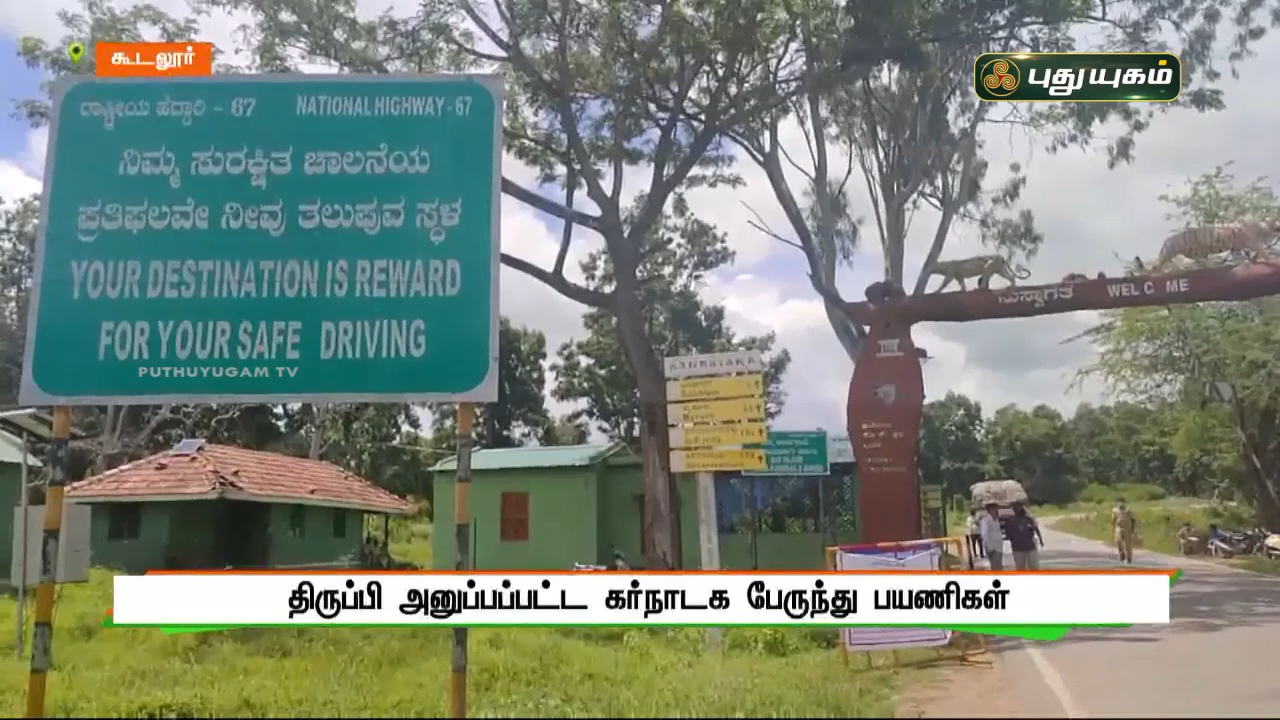 கூடலூர்
புதுயுகம்
ರಾಷ್ಟ್ರೀಯ ಹೆದ್ದಾರಿ - 67 NATIONAL HIGHWAY - 67
ನಿಮ್ಮ ಸುರಕ್ಷಿತ ಚಾಲನೆಯ
ಪ್ರತಿಫಲವೇ ನೀವು ತಲುಪುವ ಸ್ಥಳ
YOUR DESTINATION IS REWARD
FOR YOUR SAFE DRIVING
PUTHUYUGAM TV
ಸುಸ್ವಾಗತ WELC ME
KARNATAKA
திருப்பி அனுப்பப்பட்ட கர்நாடக பேருந்து பயணிகள்